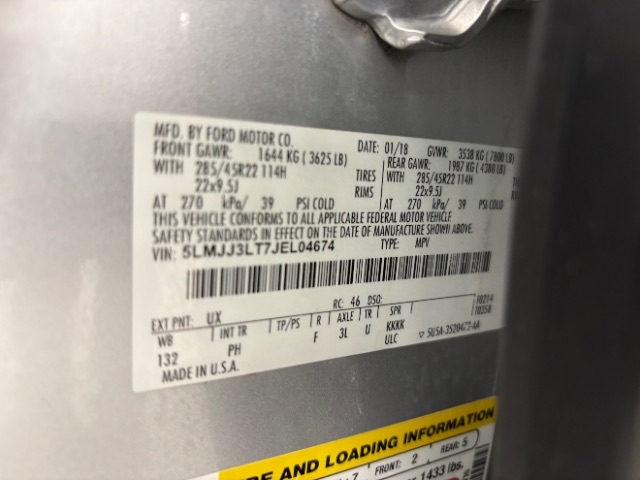 MFD. BY FORD MOTOR CO.
DATE: 01/18 GVWR: 3538 KG ( 7800 LB)
FRONT GAWR: 1644 KG ( 3625 LB)
REAR GAWR: 1987 KG ( 4380 LB)
WITH 285/45R22 114H TIRES WITH 285/45R22 114H
22x9.5J RIMS 22x9.5J
AT 270 kPa/ 39 PSI COLD AT 270 kPa/ 39 PSI COLD
THIS VEHICLE CONFORMS TO ALL APPLICABLE FEDERAL MOTOR VEHICLE
SAFETY STANDARDS IN EFFECT ON THE DATE OF MANUFACTURE SHOWN ABOVE.
VIN: 5LMJJ3LT7JEL04674 TYPE: MPV
EXT PNT: UX RC: 46 DSO:
WB INT TR TP/PS R AXLE TR SPR
132 PH F 3L U KKKK
ULC
MADE IN U.S.A.
AND LOADING INFORMATION
FRONT: 2 REAR: 5
1433 lbs.